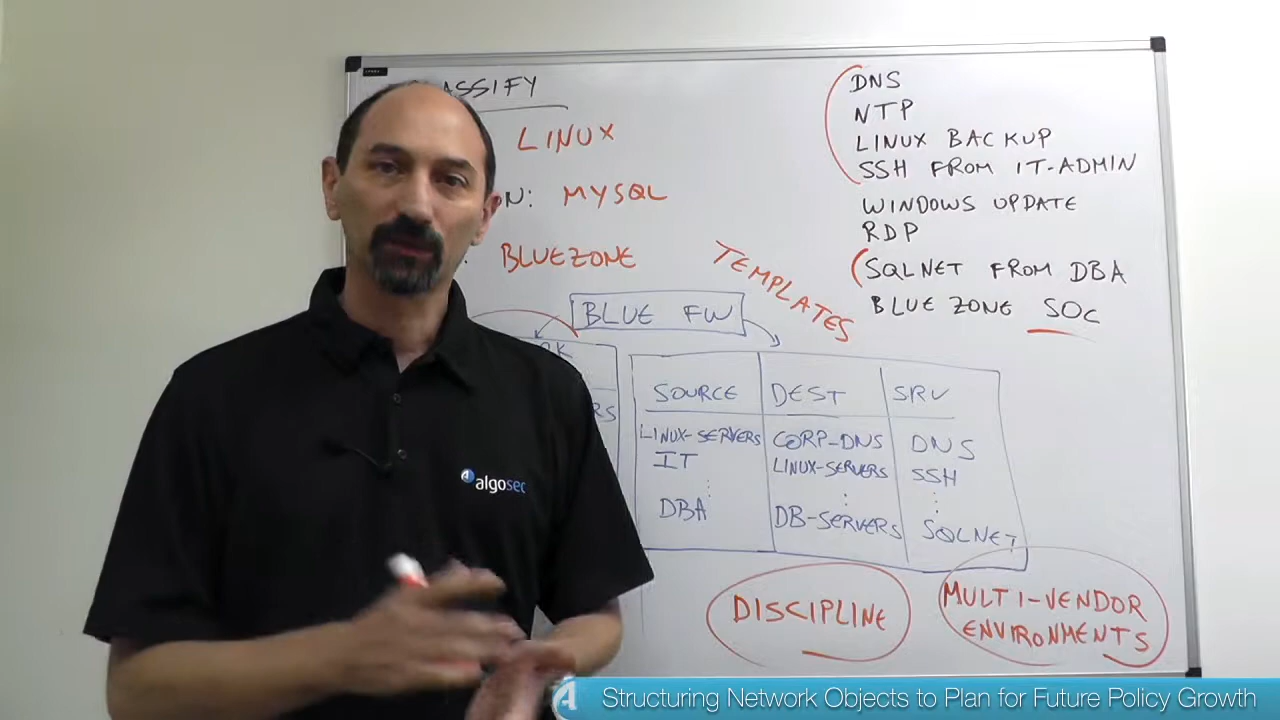 ASSIFY
LINUX
N: MYSQL
BLUEZONE
TEMPLATES
DNS
NTP
LINUX BACKUP
SSH FROM IT-ADMIN
WINDOWS UPDATE
RDP
SQLNET FROM DBA
BLUE ZONE SOC
BLUE FW
SOURCE DEST SRV
LINUX-SERVERS CORP-DNS DNS
IT LINUX-SERVERS SSH
DBA DB-SERVERS SQLNET
RS
algosec
DISCIPLINE
MULTI-VENDOR
ENVIRONMENTS
Structuring Network Objects to Plan for Future Policy Growth